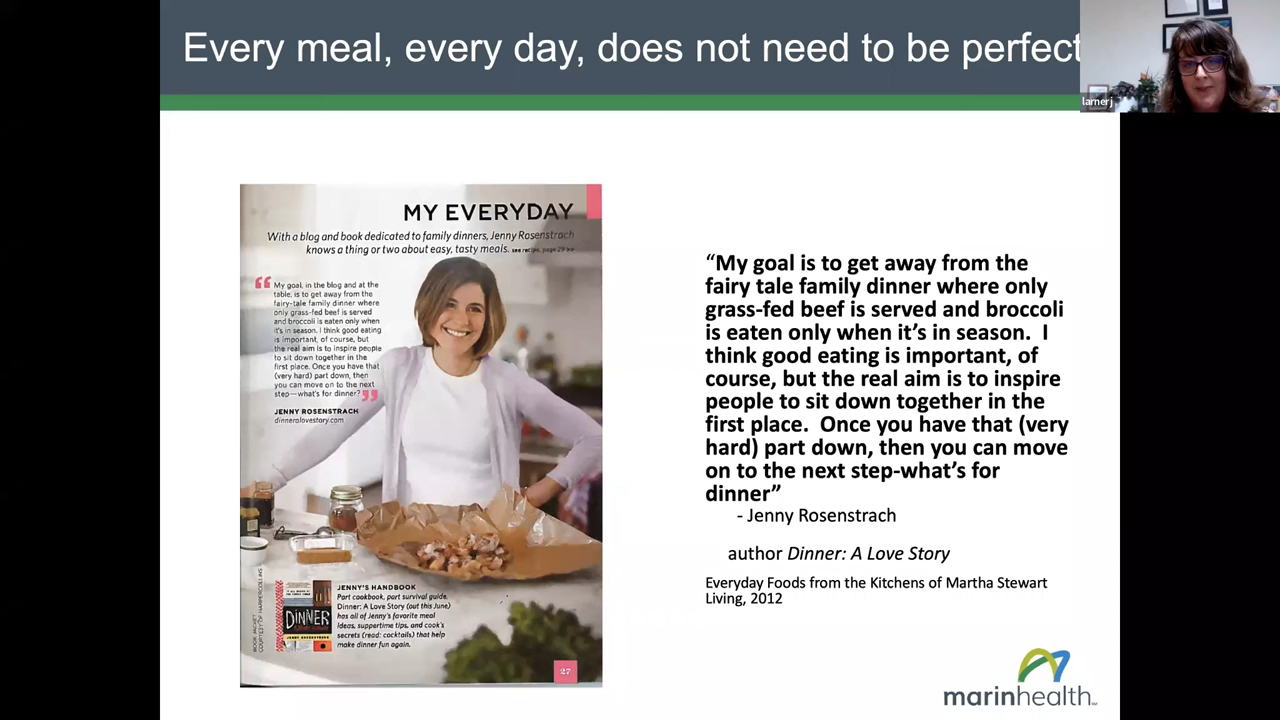 Every meal, every day, does not need to be perfect
larnerj
MY EVERYDAY
With a blog and book dedicated to family dinners, Jenny Rosenstrach
knows a thing or two about easy, tasty meals. see recipe, page 29 >>
“ My goal, in the blog and at the
table, is to get away from the
fairy-tale family dinner where
only grass-fed beef is served
and broccoli is eaten only when
it's in season. I think good eating
is important, of course, but
the real aim is to inspire people
to sit down together in the
first place. Once you have that
(very hard) part down, then
you can move on to the next
step—what's for dinner? ”
JENNY ROSENSTRACH
dinneralovestory.com
BOOK JACKET
COURTESY OF HARPERCOLLINS
DINNER
JENNY ROSENSTRACH
JENNY'S HANDBOOK
Part cookbook, part survival guide,
Dinner: A Love Story (out this June)
has all of Jenny's favorite meal
ideas, suppertime tips, and cook's
secrets (read: cocktails) that help
make dinner fun again.
27
“My goal is to get away from the
fairy tale family dinner where only
grass-fed beef is served and broccoli
is eaten only when it’s in season.  I
think good eating is important, of
course, but the real aim is to inspire
people to sit down together in the
first place.  Once you have that (very
hard) part down, then you can move
on to the next step-what’s for
dinner”
- Jenny Rosenstrach
author Dinner: A Love Story
Everyday Foods from the Kitchens of Martha Stewart
Living, 2012
marinhealth